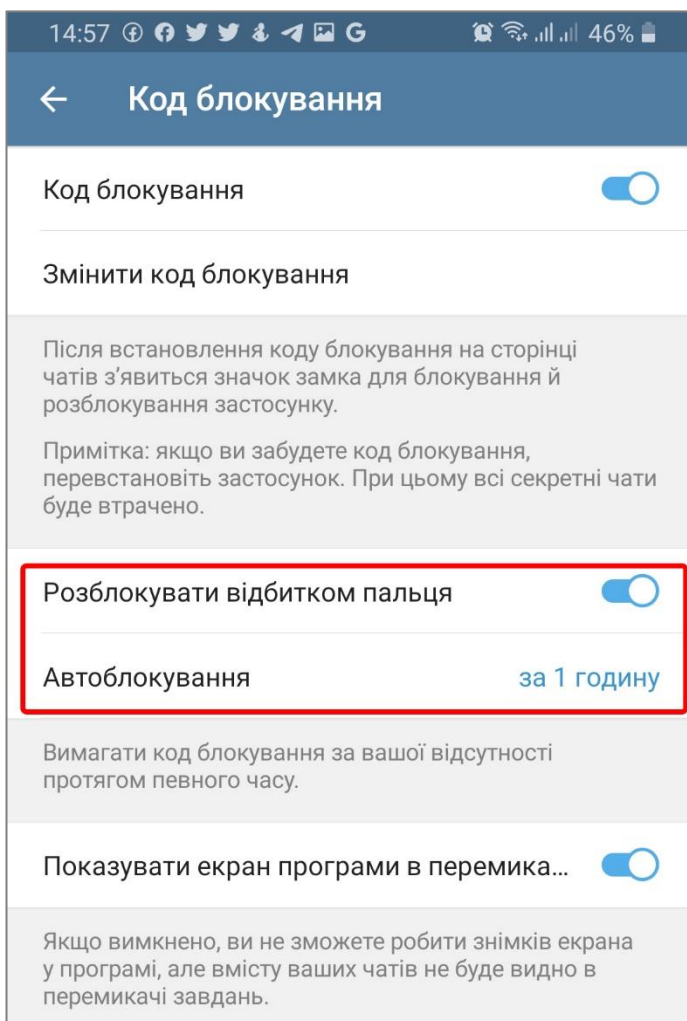 14:57 46%
Код блокування
Код блокування
Змінити код блокування
Після встановлення коду блокування на сторінці
чатів з’явиться значок замка для блокування й
розблокування застосунку.
Примітка: якщо ви забудете код блокування,
перевстановіть застосунок. При цьому всі секретні чати
буде втрачено.
Розблокувати відбитком пальця
Автоблокування за 1 годину
Вимагати код блокування за вашої відсутності
протягом певного часу.
Показувати екран програми в перемика...
Якщо вимкнено, ви не зможете робити знімків екрана
у програмі, але вмісту ваших чатів не буде видно в
перемикачі завдань.